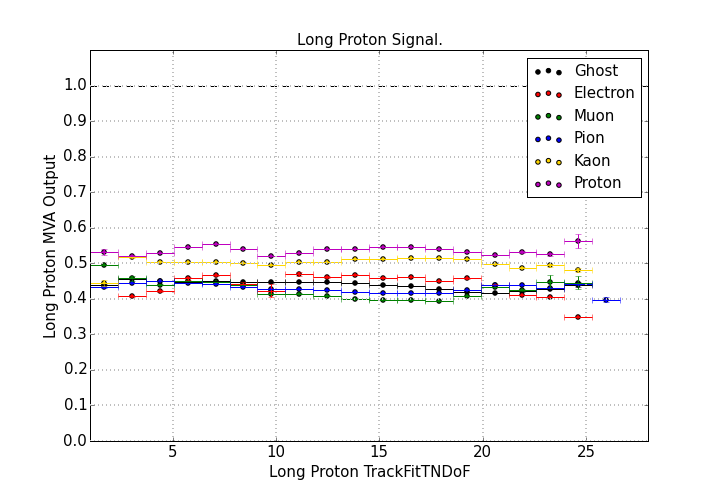 Long Proton Signal.
Long Proton MVA Output
1.0
0.9
0.8
0.7
0.6
0.5
0.4
0.3
0.2
0.1
0.0
Ghost
Electron
Muon
Pion
Kaon
Proton
5
10
15
20
25
Long Proton TrackFitTNDoF